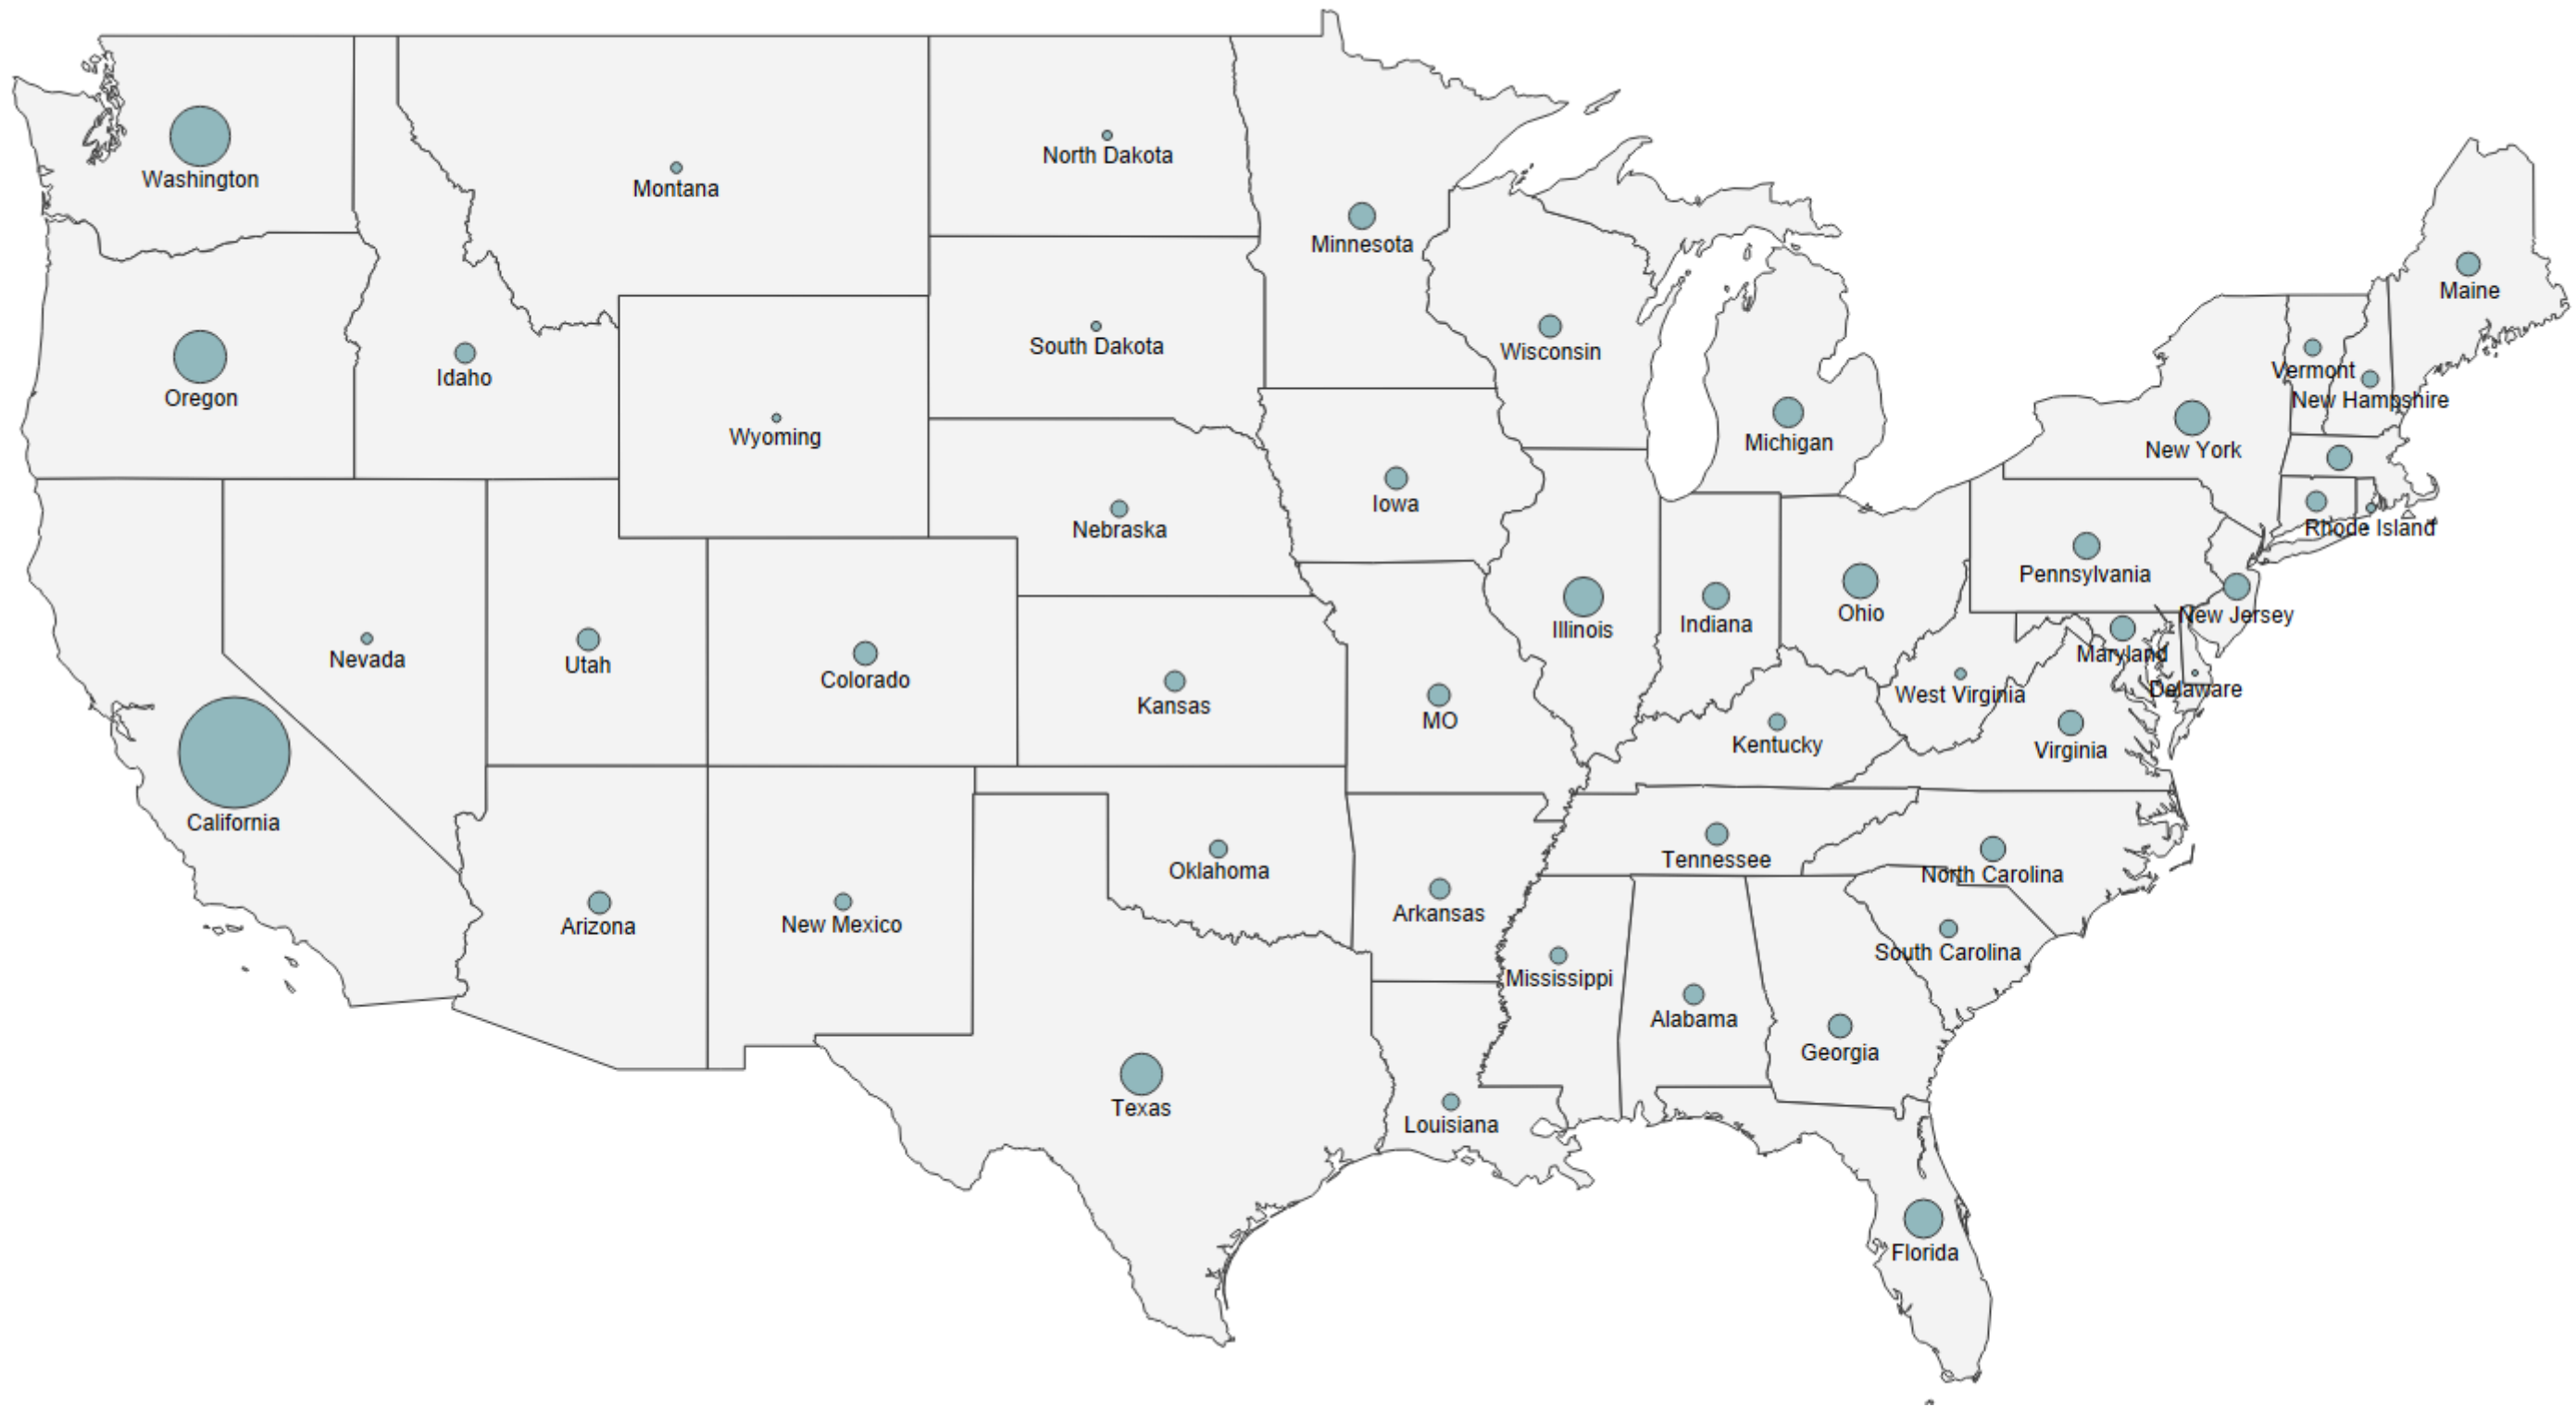 North Dakota
Washington
Montana
Minnesota
Maine
South Dakota
Wisconsin
Vermont
Idaho
Oregon
New Hampshire
Wyoming
Michigan
New York
Iowa
Nebraska
Rhode Island
Pennsylvania
Ohio
New Jersey
Indiana
Illinois
Maryland
Nevada
Utah
Colorado
Delaware
West Virginia
Kansas
MO
Kentucky
Virginia
California
Tennessee
Oklahoma
North Carolina
Arkansas
New Mexico
Arizona
South Carolina
Mississippi
Alabama
Georgia
Texas
Louisiana
Florida